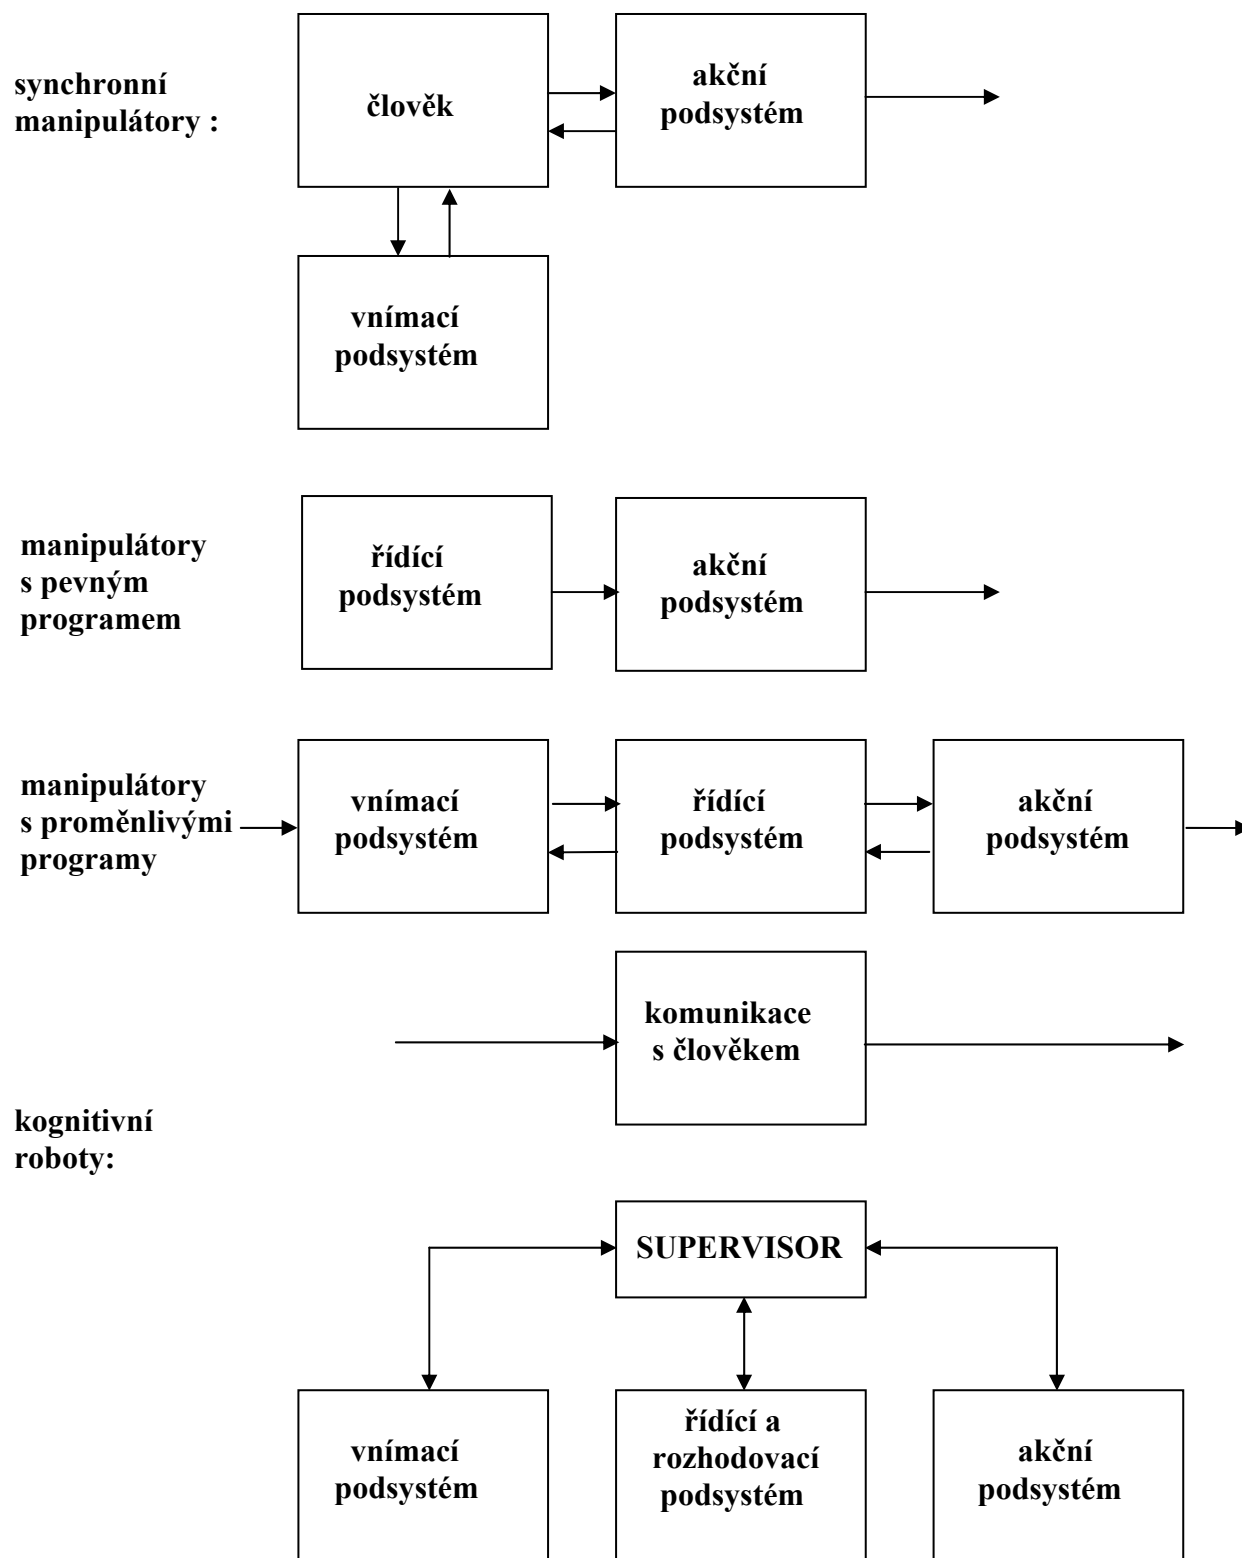 synchronní
manipulátory :
člověk
akční
podsystém
vnímací
podsystém
manipulátory
s pevným
programem
řídící
podsystém
akční
podsystém
manipulátory
s proměnlivými
programy
vnímací
podsystém
řídící
podsystém
akční
podsystém
komunikace
s člověkem
kognitivní
roboty:
SUPERVISOR
vnímací
podsystém
řídící a
rozhodovací
podsystém
akční
podsystém